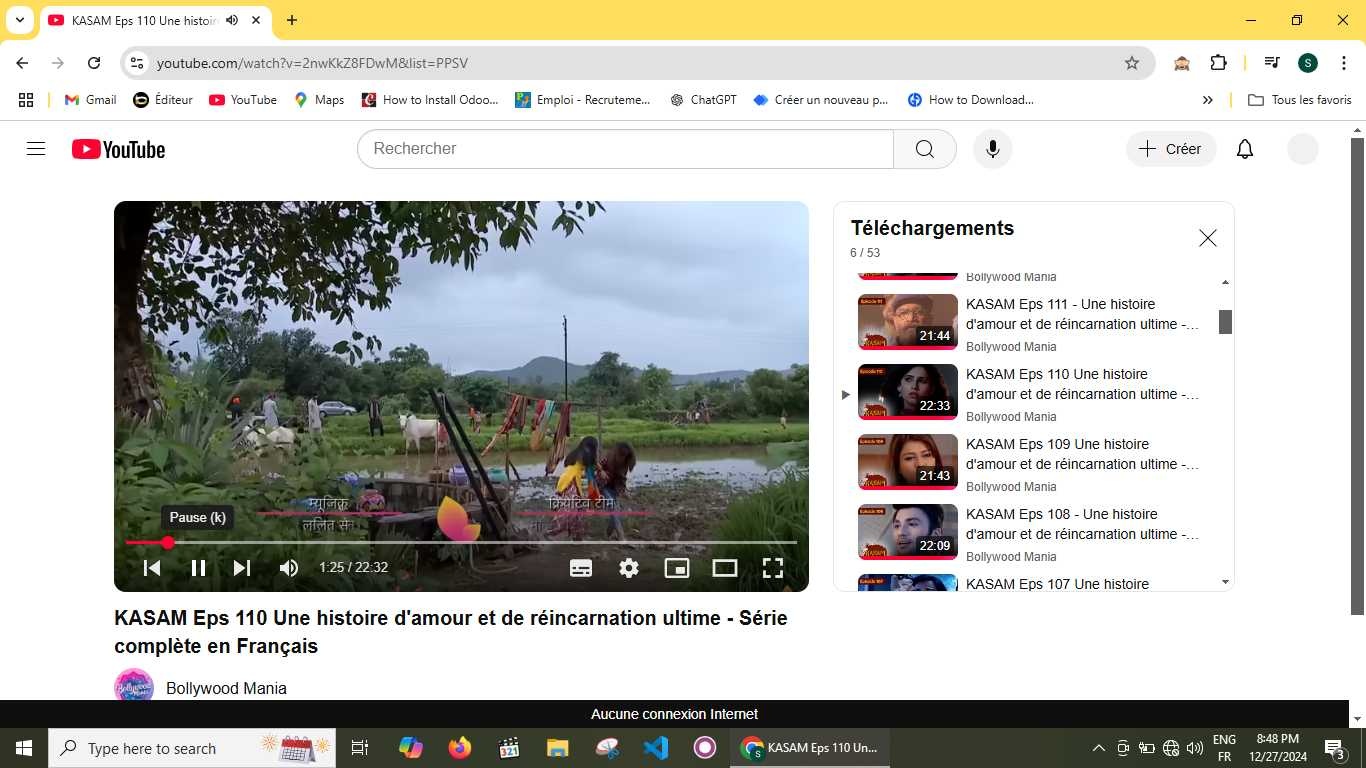 KASAM Eps 110 Une histoir
youtube.com/watch?v=2nwKkZ8FDwM&list=PPSV
S
Gmail
Éditeur
YouTube
Maps
How to Install Odoo...
Emploi - Recruteme...
ChatGPT
Créer un nouveau p...
How to Download...
Tous les favoris
YouTube
Rechercher
Créer
Téléchargements
6 / 53
Bollywood Mania
21:44
KASAM Eps 111 - Une histoire
d'amour et de réincarnation ultime -...
Bollywood Mania
22:33
KASAM Eps 110 Une histoire
d'amour et de réincarnation ultime -...
Bollywood Mania
21:43
KASAM Eps 109 Une histoire
d'amour et de réincarnation ultime -...
Bollywood Mania
22:09
KASAM Eps 108 - Une histoire
d'amour et de réincarnation ultime -...
Bollywood Mania
KASAM Eps 107 Une histoire
म्यूजिक
ललित सेन
क्रियेटिव टीम
Pause (k)
1:25 / 22:32
KASAM Eps 110 Une histoire d'amour et de réincarnation ultime - Série
complète en Français
Bollywood Mania
Aucune connexion Internet
Type here to search
KASAM Eps 110 Un...
ENG
FR
8:48 PM
12/27/2024
3